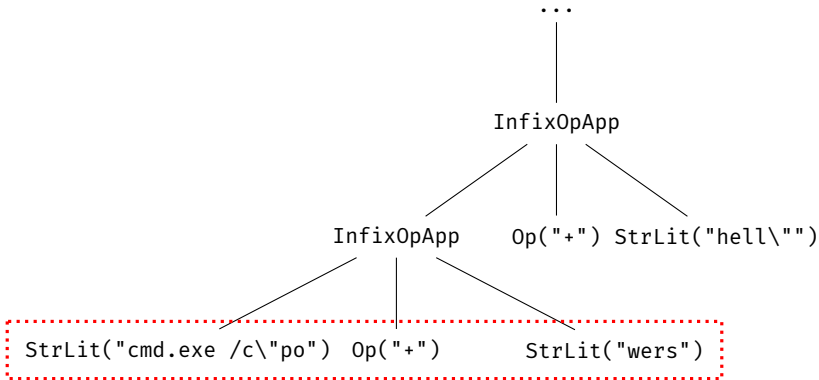 ...
InfixOpApp
InfixOpApp Op("+") StrLit("hell\"")
StrLit("cmd.exe /c\"po") Op("+") StrLit("wers")